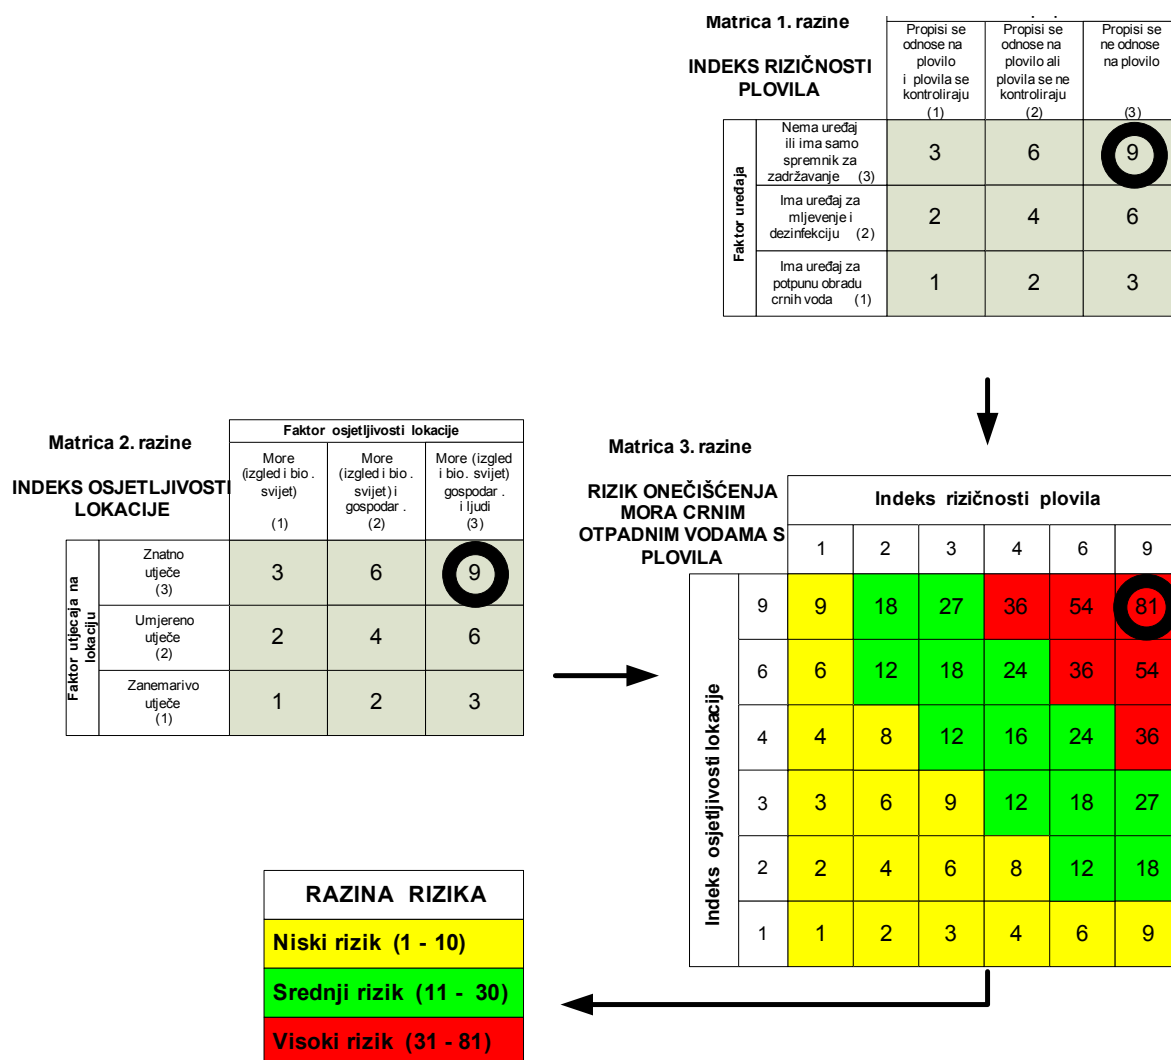 Matrica 1. razine
INDEKS RIZIČNOSTI
PLOVILA
Propisi se
odnose na
plovilo
i plovila se
kontroliraju
(1)
Propisi se
odnose na
plovilo ali
plovila se ne
kontroliraju
(2)
Propisi se
ne odnose
na plovilo
(3)
Faktor uređaja
Nema uređaj
ili ima samo
spremnik za
zadržavanje (3)
3 6 9
Ima uređaj za
mljevenje i
dezinfekciju (2)
2 4 6
Ima uređaj za
potpunu obradu
crnih voda (1)
1 2 3
Matrica 2. razine
INDEKS OSJETLJIVOSTI
LOKACIJE
Faktor osjetljivosti lokacije
More
(izgled i bio .
svijet)
(1)
More
(izgled i bio .
svijet) i
gospodar .
(2)
More (izgled
i bio. svijet)
gospodar .
i ljudi
(3)
Faktor utjecaja na
lokaciju
Znatno
utječe
(3)
3 6 9
Umjereno
utječe
(2)
2 4 6
Zanemarivo
utječe
(1)
1 2 3
Matrica 3. razine
RIZIK ONEČIŠĆENJA
MORA CRNIM
OTPADNIM VODAMA S
PLOVILA
Indeks rizičnosti plovila
1 2 3 4 6 9
Indeks osjetljivosti lokacije
9 9 18 27 36 54 81
6 6 12 18 24 36 54
4 4 8 12 16 24 36
3 3 6 9 12 18 27
2 2 4 6 8 12 18
1 1 2 3 4 6 9
RAZINA RIZIKA
Niski rizik (1 - 10)
Srednji rizik (11 - 30)
Visoki rizik (31 - 81)